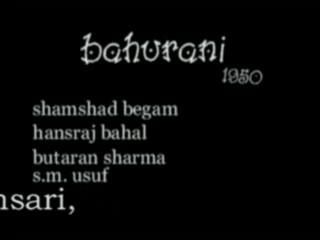 bahurani
1950
shamshad begam
hansraj bahal
butaran sharma
s.m. usuf
nsari,